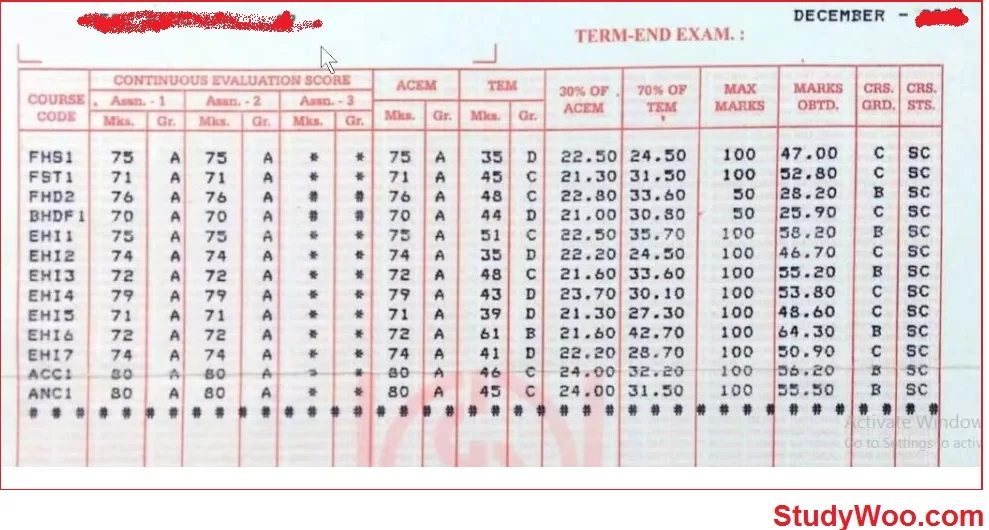 DECEMBER -
TERM-END EXAM. :
COURSE CODE CONTINUOUS EVALUATION SCORE ACEM TEM 30% OF ACEM 70% OF TEM MAX MARKS MARKS OBTD. CRS. GRD. CRS. STS.
Assn. - 1 Assn. - 2 Assn. - 3
Mks. Gr. Mks. Gr. Mks. Gr. Mks. Gr. Mks. Gr.
FHS1 75 A 75 A * * 75 A 35 D 22.50 24.50 100 47.00 C SC
FST1 71 A 71 A * * 71 A 45 C 21.30 31.50 100 52.80 C SC
FHD2 76 A 76 A # # 76 A 48 C 22.80 33.60 50 28.20 B SC
BHDF1 70 A 70 A # # 70 A 44 D 21.00 30.80 50 25.90 C SC
EHI1 75 A 75 A * * 75 A 51 C 22.50 35.70 100 58.20 B SC
EHI2 74 A 74 A * * 74 A 35 D 22.20 24.50 100 46.70 C SC
EHI3 72 A 72 A * * 72 A 48 C 21.60 33.60 100 55.20 B SC
EHI4 79 A 79 A * * 79 A 43 D 23.70 30.10 100 53.80 C SC
EHI5 71 A 71 A * * 71 A 39 D 21.30 27.30 100 48.60 C SC
EHI6 72 A 72 A * * 72 A 61 B 21.60 42.70 100 64.30 B SC
EHI7 74 A 74 A * * 74 A 41 D 22.20 28.70 100 50.90 C SC
ACC1 80 A 80 A * * 80 A 46 C 24.00 32.20 100 56.20 B SC
ANC1 80 A 80 A * * 80 A 45 C 24.00 31.50 100 55.50 B SC
# # # # # # # # # # # # # # # # # # # # # # # # # # # # # # # # # #
Activate Window
Go to Settings to activ
StudyWoo.com